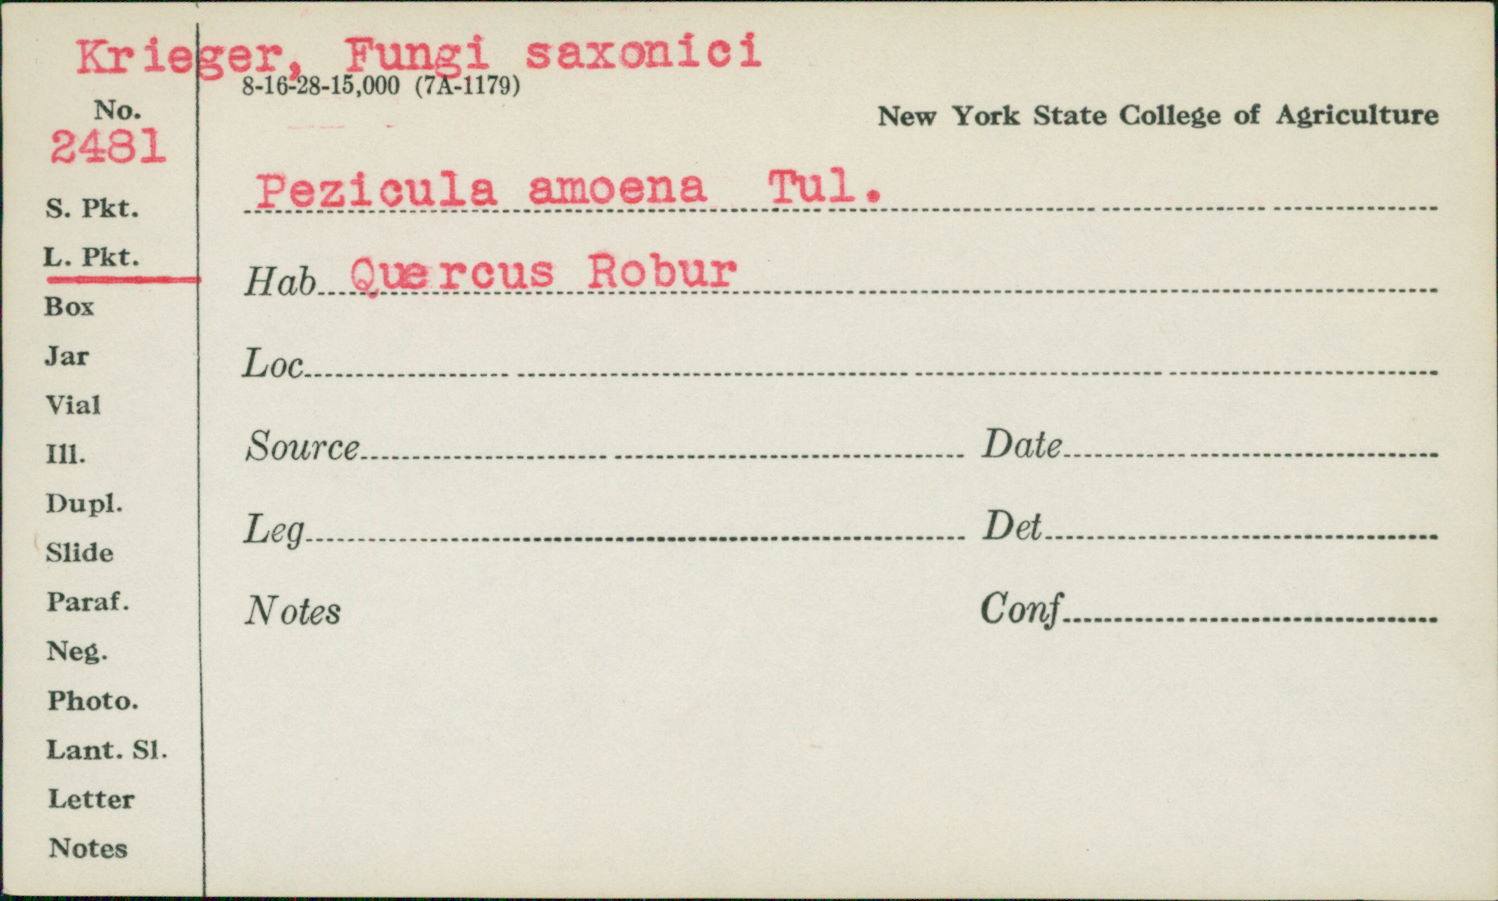 Krieger, Fungi saxonici
8-16-28-15,000 (7A-1179)
No.
2481
New York State College of Agriculture
Pezicula amoena Tul.
S. Pkt.
L. Pkt.
Hab. Quercus Robur
Box
Jar
Loc.
Vial
Ill.
Source
Date
Dupl.
Leg.
Det.
Slide
Paraf.
Notes
Conf.
Neg.
Photo.
Lant. Sl.
Letter
Notes